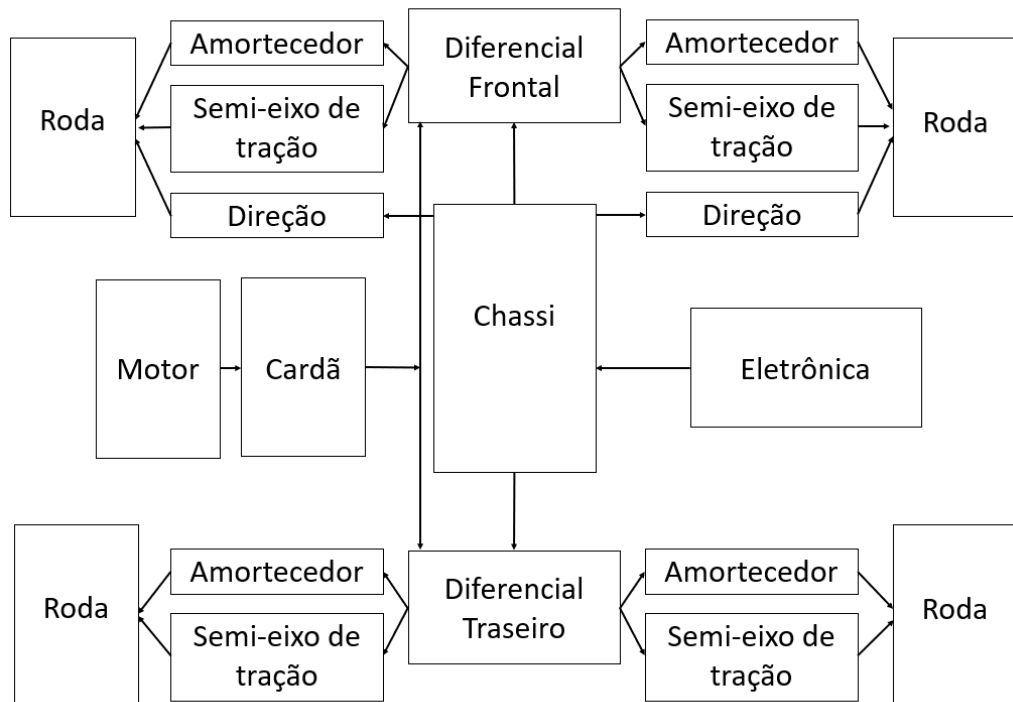 Amortecedor
Diferencial
Frontal
Amortecedor
Roda
Semi-eixo de
tração
Semi-eixo de
tração
Roda
Direção
Direção
Chassi
Motor
Cardã
Eletrônica
Amortecedor
Diferencial
Traseiro
Amortecedor
Roda
Semi-eixo de
tração
Semi-eixo de
tração
Roda